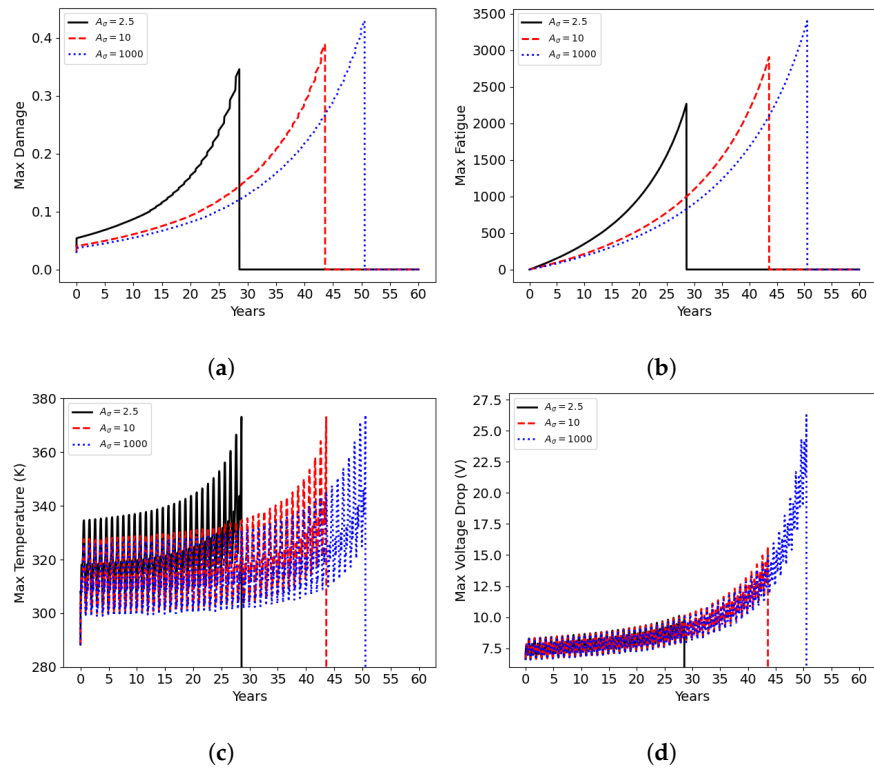 Max Damage
0.4
0.3
0.2
0.1
0.0
A_σ = 2.5
A_σ = 10
A_σ = 1000
0 5 10 15 20 25 30 35 40 45 50 55 60
Years
(a)
Max Fatigue
3500
3000
2500
2000
1500
1000
500
0
A_σ = 2.5
A_σ = 10
A_σ = 1000
0 5 10 15 20 25 30 35 40 45 50 55 60
Years
(b)
Max Temperature (K)
380
360
340
320
300
280
A_σ = 2.5
A_σ = 10
A_σ = 1000
0 5 10 15 20 25 30 35 40 45 50 55 60
Years
(c)
Max Voltage Drop (V)
27.5
25.0
22.5
20.0
17.5
15.0
12.5
10.0
7.5
A_σ = 2.5
A_σ = 10
A_σ = 1000
0 5 10 15 20 25 30 35 40 45 50 55 60
Years
(d)